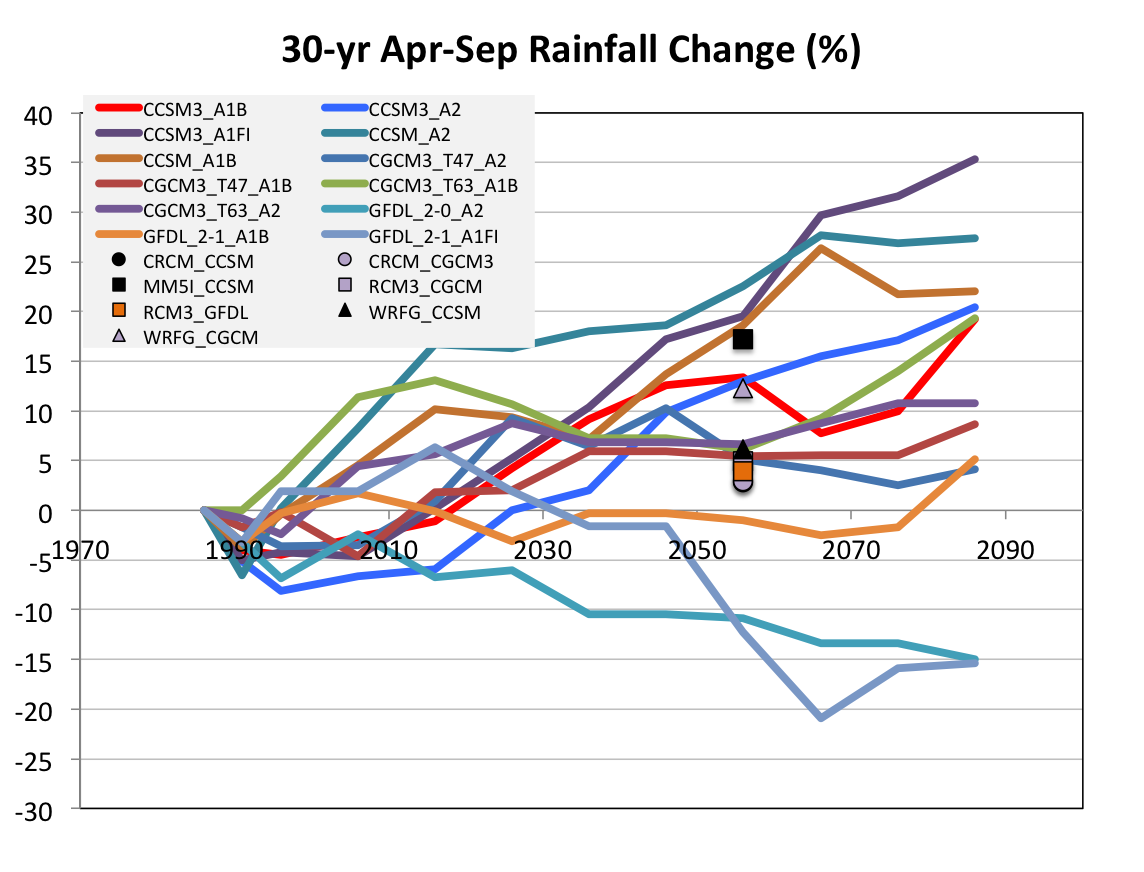 30-yr Apr-Sep Rainfall Change (%)
CCSM3_A1B CCSM3_A2
CCSM3_A1FI CCSM_A2
CCSM_A1B CGCM3_T47_A2
CGCM3_T47_A1B CGCM3_T63_A1B
CGCM3_T63_A2 GFDL_2-0_A2
GFDL_2-1_A1B GFDL_2-1_A1FI
CRCM_CCSM CRCM_CGCM3
MM5I_CCSM RCM3_CGCM
RCM3_GFDL WRFG_CCSM
WRFG_CGCM
40
35
30
25
20
15
10
5
0
-5
-10
-15
-20
-25
-30
1970 1990 2010 2030 2050 2070 2090